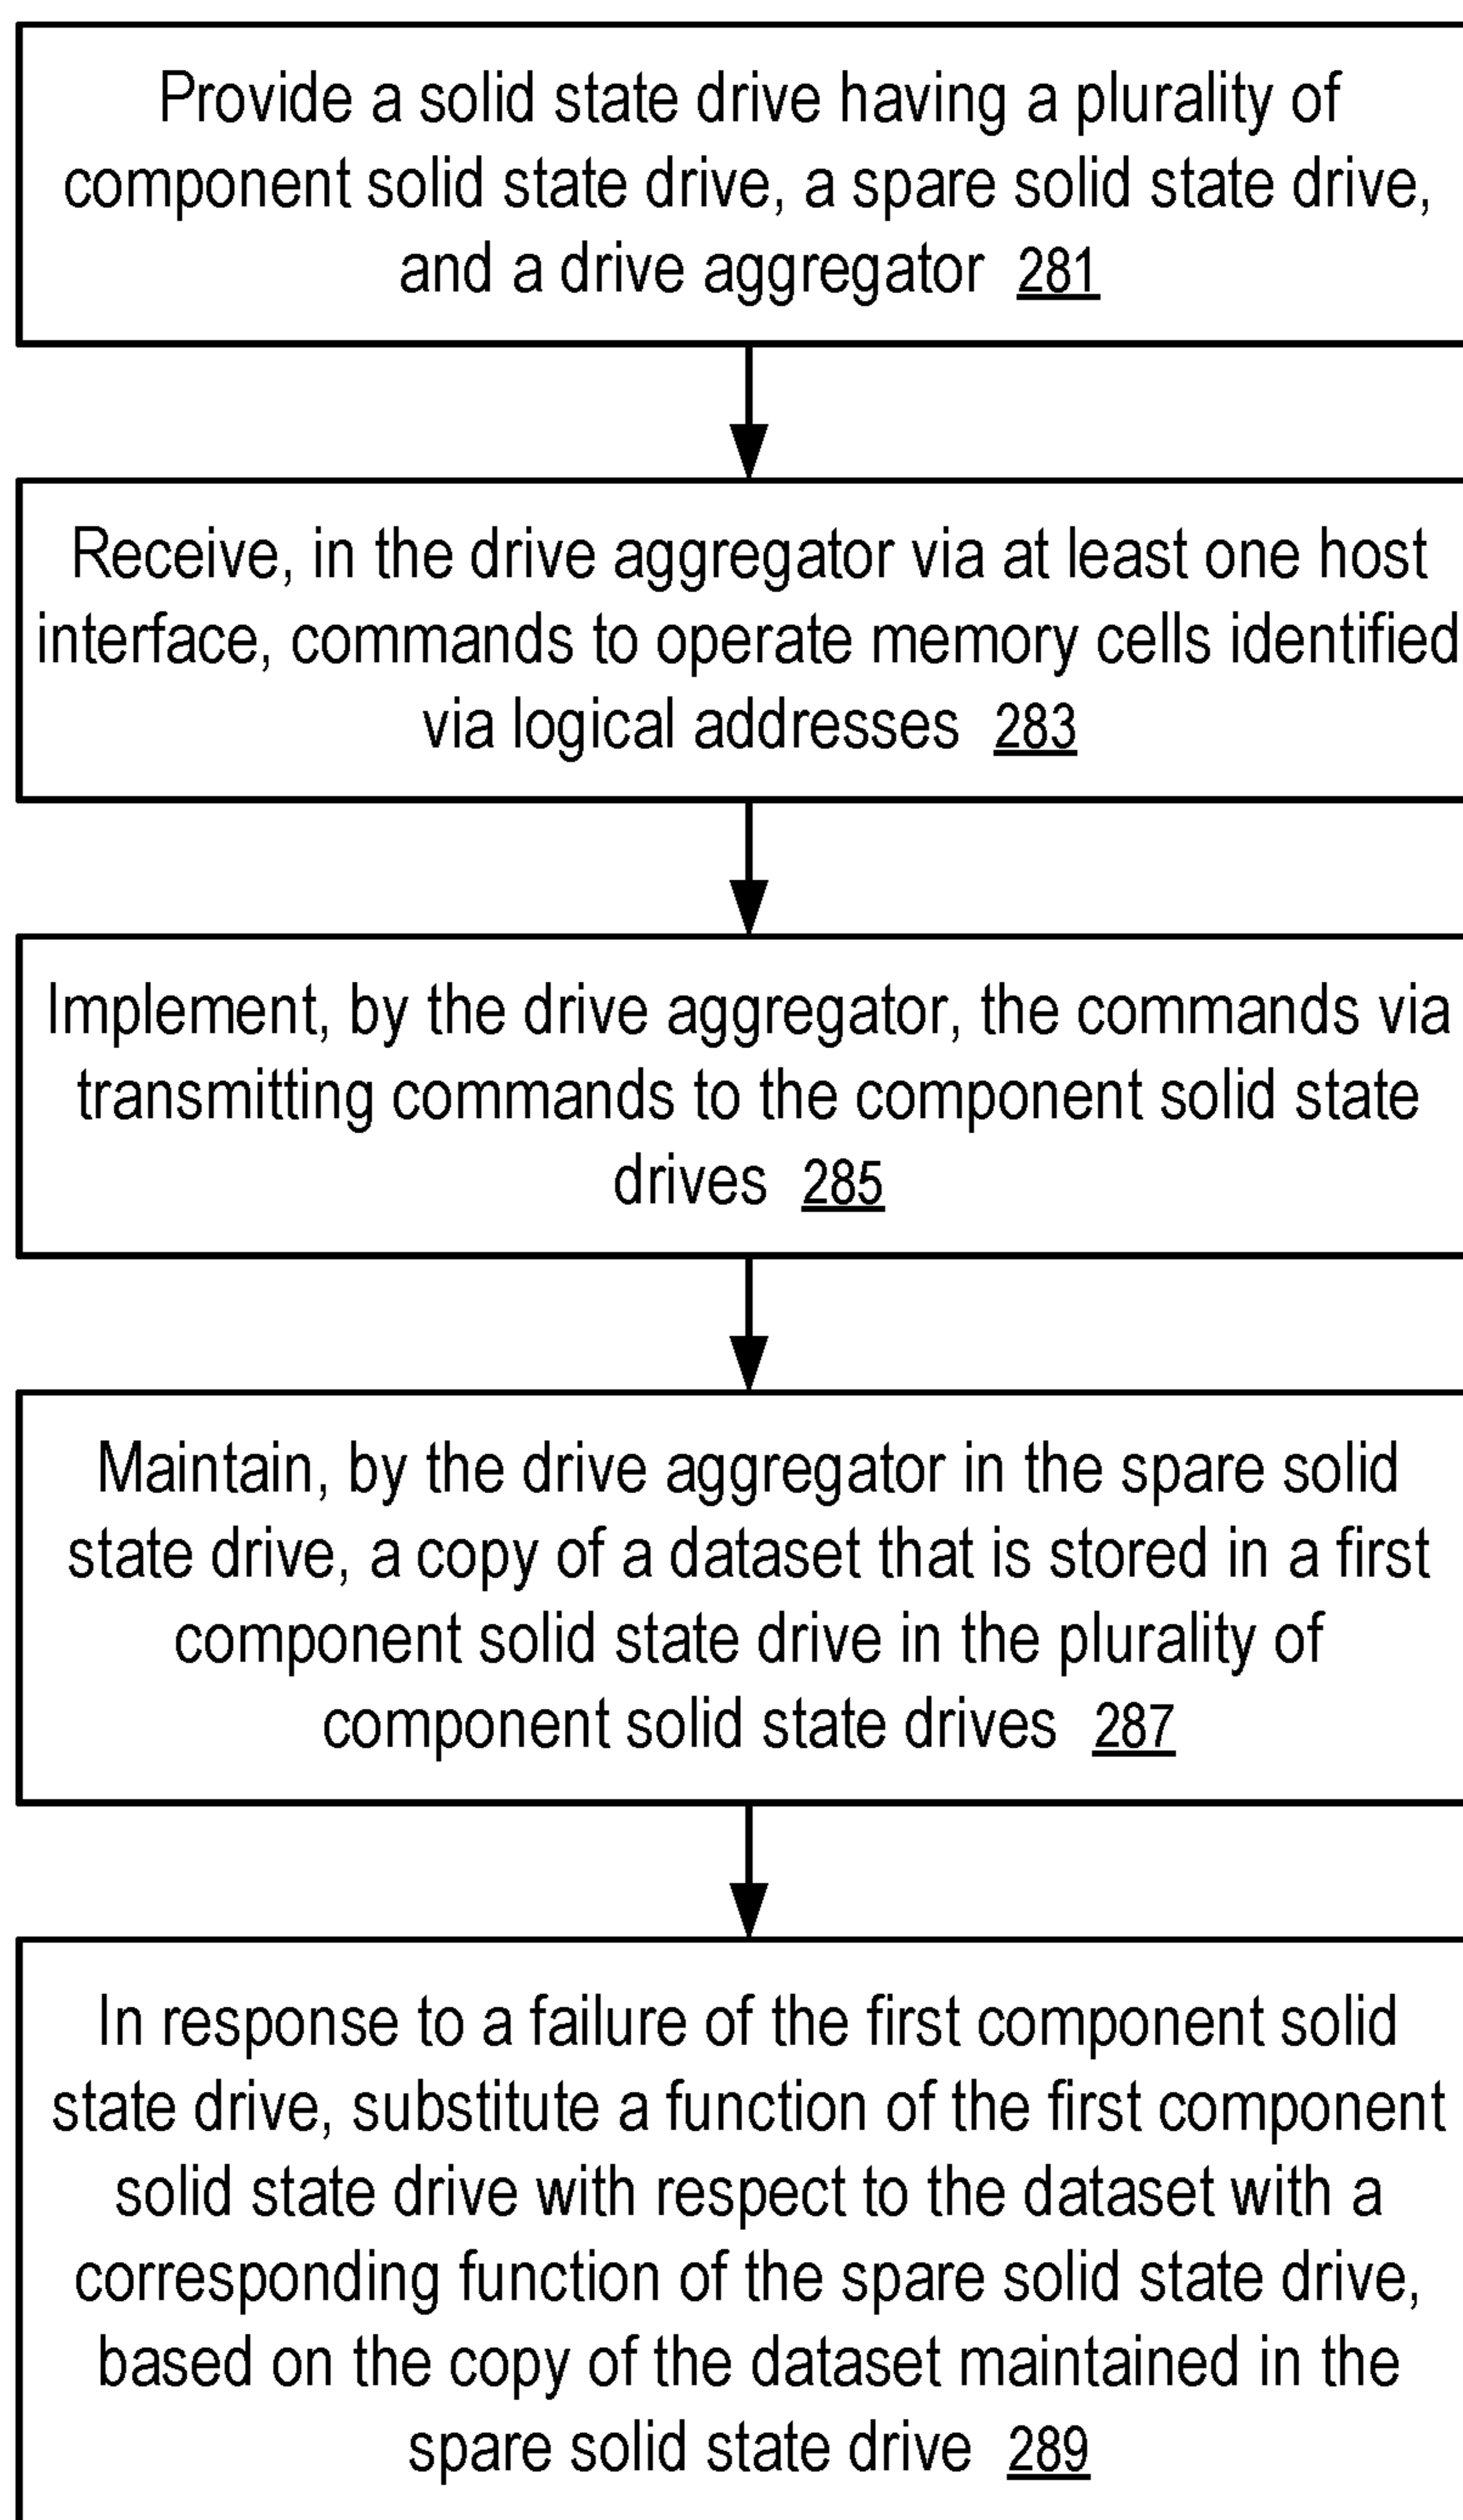 Provide a solid state drive having a plurality of
component solid state drive, a spare solid state drive,
and a drive aggregator 281
Receive, in the drive aggregator via at least one host
interface, commands to operate memory cells identified
via logical addresses 283
Implement, by the drive aggregator, the commands via
transmitting commands to the component solid state
drives 285
Maintain, by the drive aggregator in the spare solid
state drive, a copy of a dataset that is stored in a first
component solid state drive in the plurality of
component solid state drives 287
In response to a failure of the first component solid
state drive, substitute a function of the first component
solid state drive with respect to the dataset with a
corresponding function of the spare solid state drive,
based on the copy of the dataset maintained in the
spare solid state drive 289